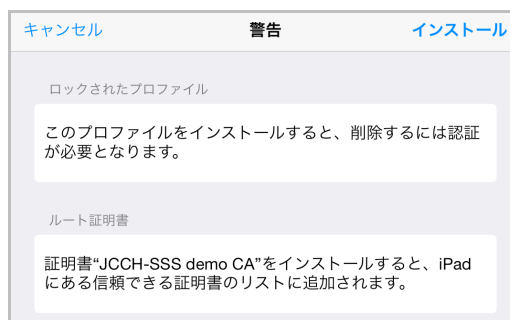 キャンセル 警告 インストール
ロックされたプロファイル
このプロファイルをインストールすると、削除するには認証
が必要となります。
ルート証明書
証明書“JCCH-SSS demo CA”をインストールすると、iPad
にある信頼できる証明書のリストに追加されます。